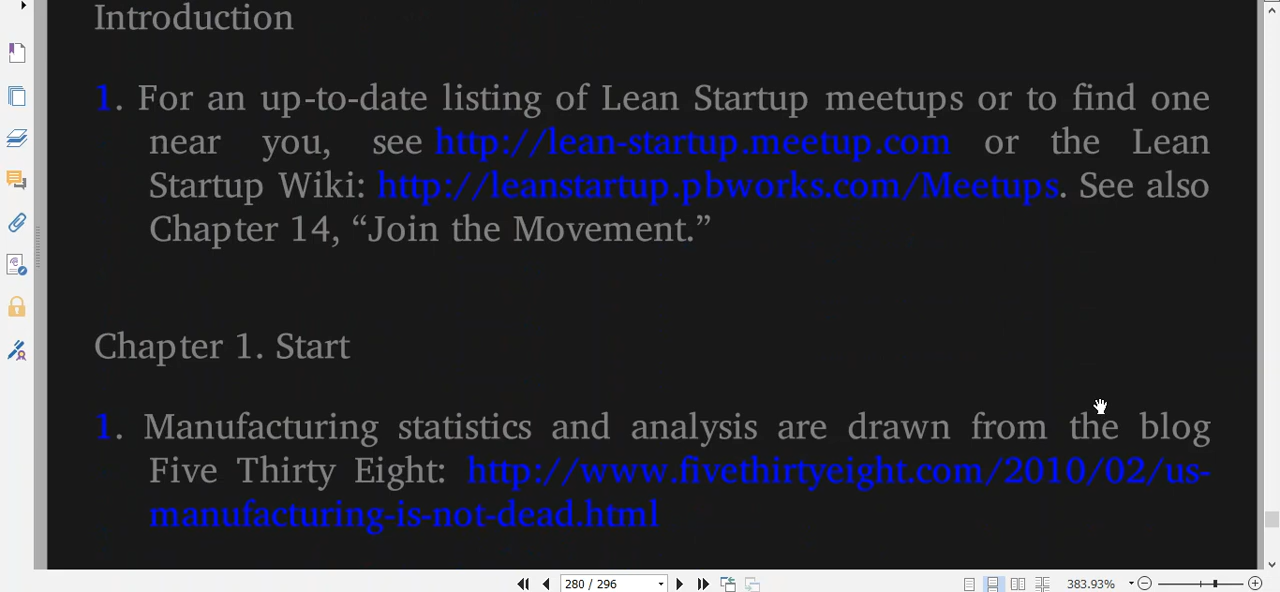 Introduction
1. For an up-to-date listing of Lean Startup meetups or to find one
near you, see http://lean-startup.meetup.com or the Lean
Startup Wiki: http://leanstartup.pbworks.com/Meetups. See also
Chapter 14, “Join the Movement.”
Chapter 1. Start
1. Manufacturing statistics and analysis are drawn from the blog
Five Thirty Eight: http://www.fivethirtyeight.com/2010/02/us-
manufacturing-is-not-dead.html
280 / 296
383.93%